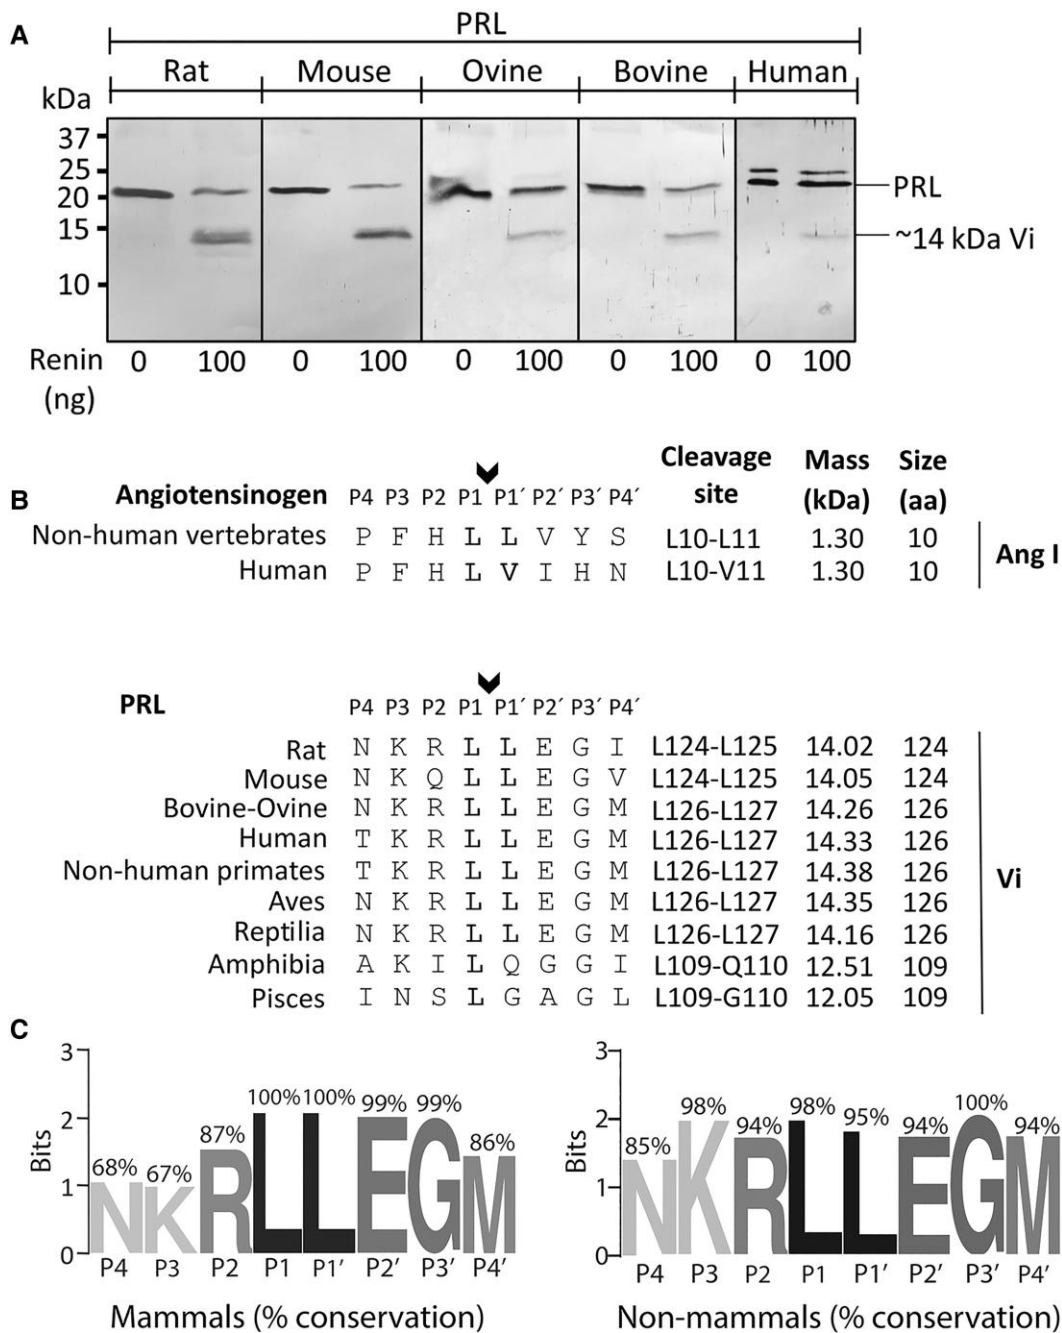 A
PRL
Rat Mouse Ovine Bovine Human
kDa
37
25
20
15
10
PRL
~14 kDa Vi
Renin (ng) 0 100 0 100 0 100 0 100 0 100
B
Angiotensinogen P4 P3 P2 P1 P1´ P2´ P3´ P4´ Cleavage site Mass (kDa) Size (aa)
Non-human vertebrates P F H L L V Y S L10-L11 1.30 10
Human P F H L V I H N L10-V11 1.30 10
Ang I
PRL P4 P3 P2 P1 P1´ P2´ P3´ P4´
Rat N K R L L E G I L124-L125 14.02 124
Mouse N K Q L L E G V L124-L125 14.05 124
Bovine-Ovine N K R L L E G M L126-L127 14.26 126
Human T K R L L E G M L126-L127 14.33 126
Non-human primates T K R L L E G M L126-L127 14.38 126
Aves N K R L L E G M L126-L127 14.35 126
Reptilia N K R L L E G M L126-L127 14.16 126
Amphibia A K I L Q G G I L109-Q110 12.51 109
Pisces I N S L G A G L L109-G110 12.05 109
Vi
C
Bits
3
2
1
0
68% 67% 87% 100% 100% 99% 99% 86%
N K R L L E G M
P4 P3 P2 P1 P1' P2' P3' P4'
Mammals (% conservation)
Bits
3
2
1
0
85% 98% 94% 98% 95% 94% 100% 94%
N K R L L E G M
P4 P3 P2 P1 P1' P2' P3' P4'
Non-mammals (% conservation)